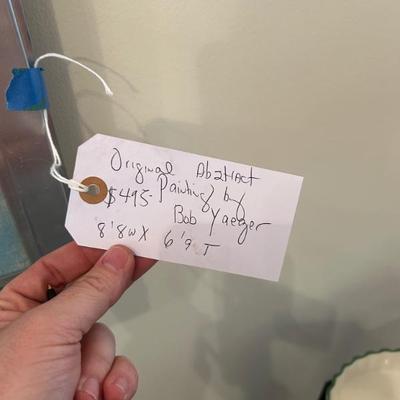 Original Abstract
$495- Painting by
Bob Yaeger
8'8w X 6'9 T